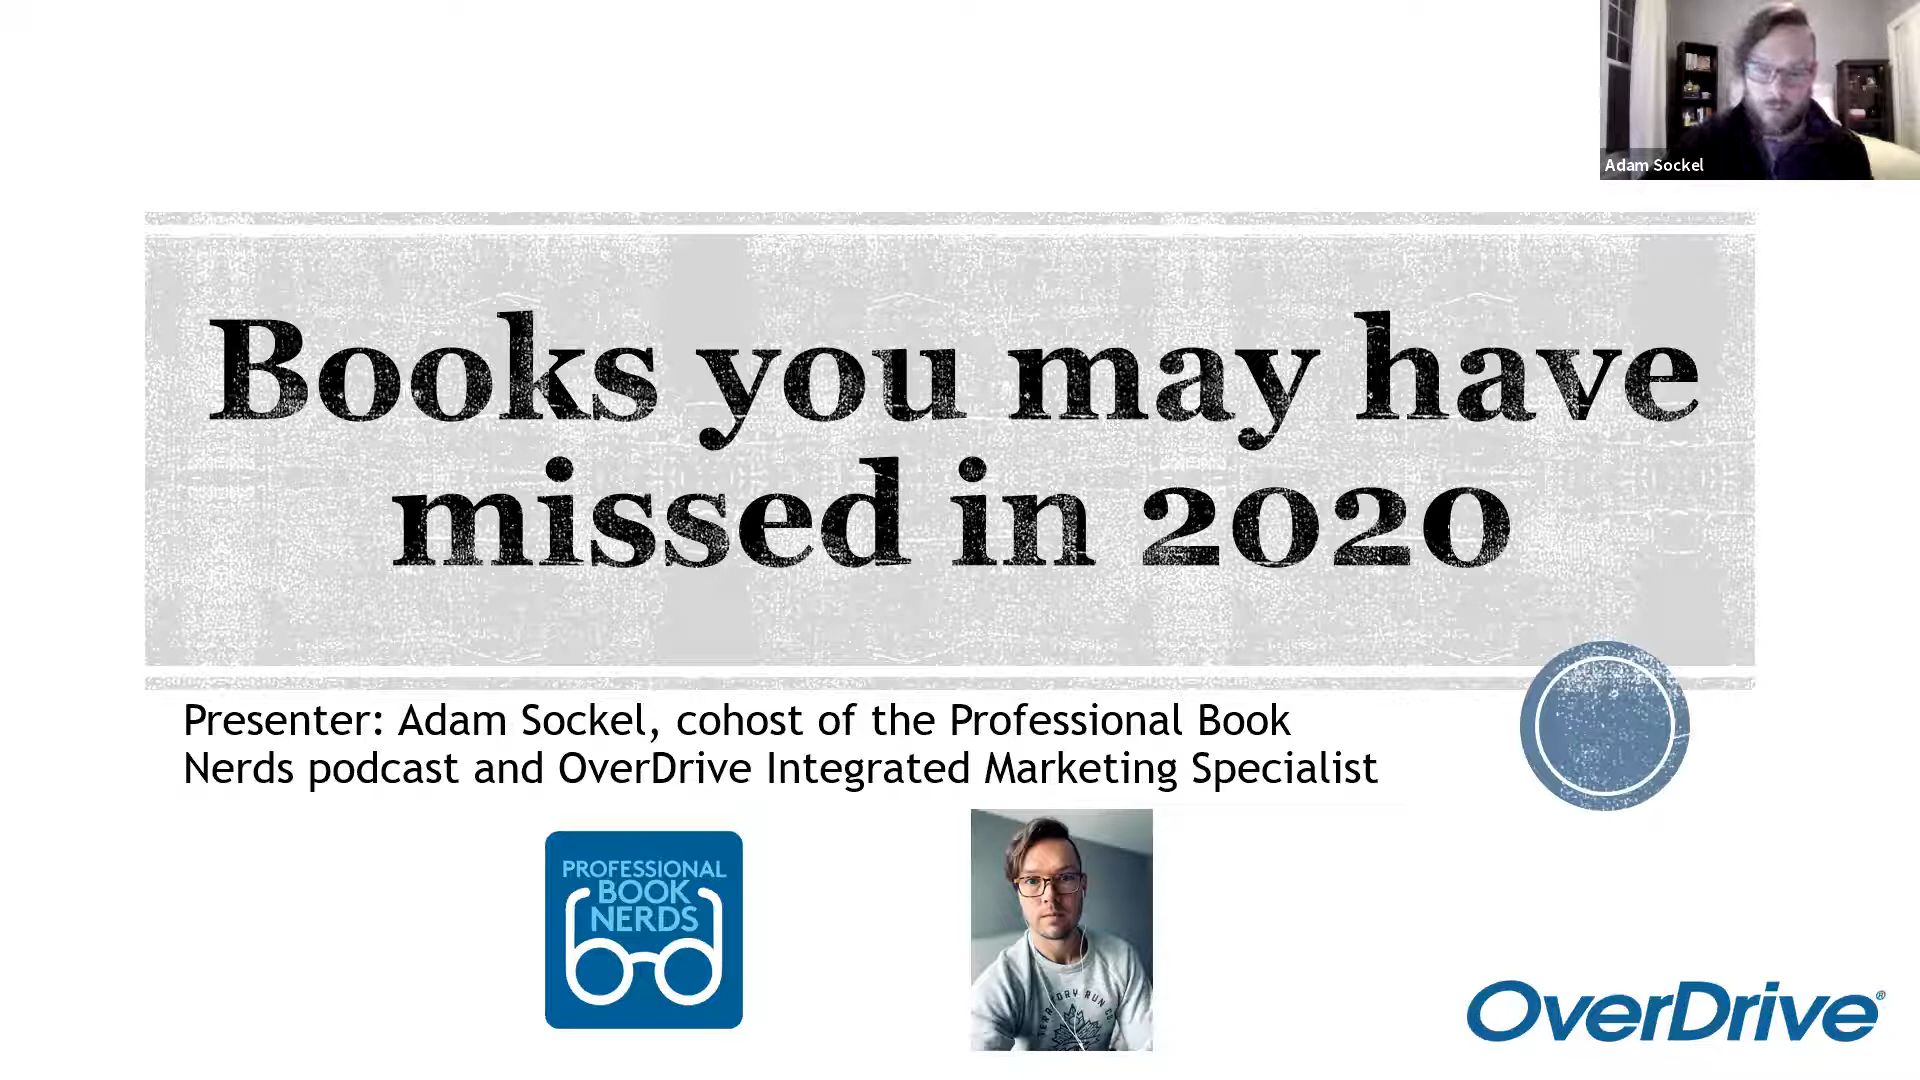 Adam Sockel
Books you may have
missed in 2020
Presenter: Adam Sockel, cohost of the Professional Book
Nerds podcast and OverDrive Integrated Marketing Specialist
PROFESSIONAL
BOOK
NERDS
RUN
OverDrive®